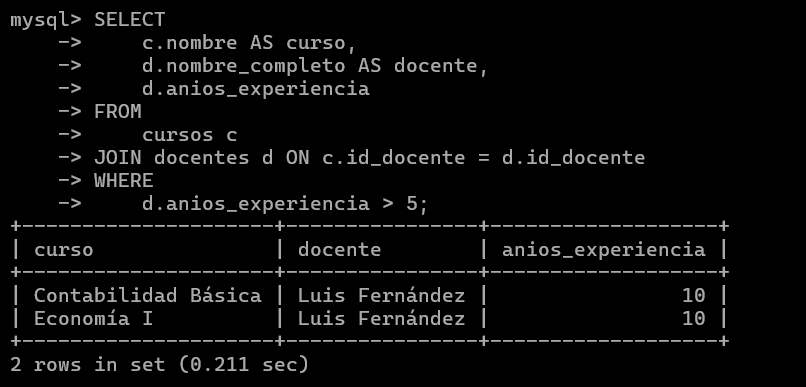 mysql> SELECT
    ->     c.nombre AS curso,
    ->     d.nombre_completo AS docente,
    ->     d.anios_experiencia
    -> FROM
    ->     cursos c
    -> JOIN docentes d ON c.id_docente = d.id_docente
    -> WHERE
    ->     d.anios_experiencia > 5;
+---------------------+----------------+-------------------+
| curso               | docente        | anios_experiencia |
+---------------------+----------------+-------------------+
| Contabilidad Básica | Luis Fernández |                10 |
| Economía I          | Luis Fernández |                10 |
+---------------------+----------------+-------------------+
2 rows in set (0.211 sec)